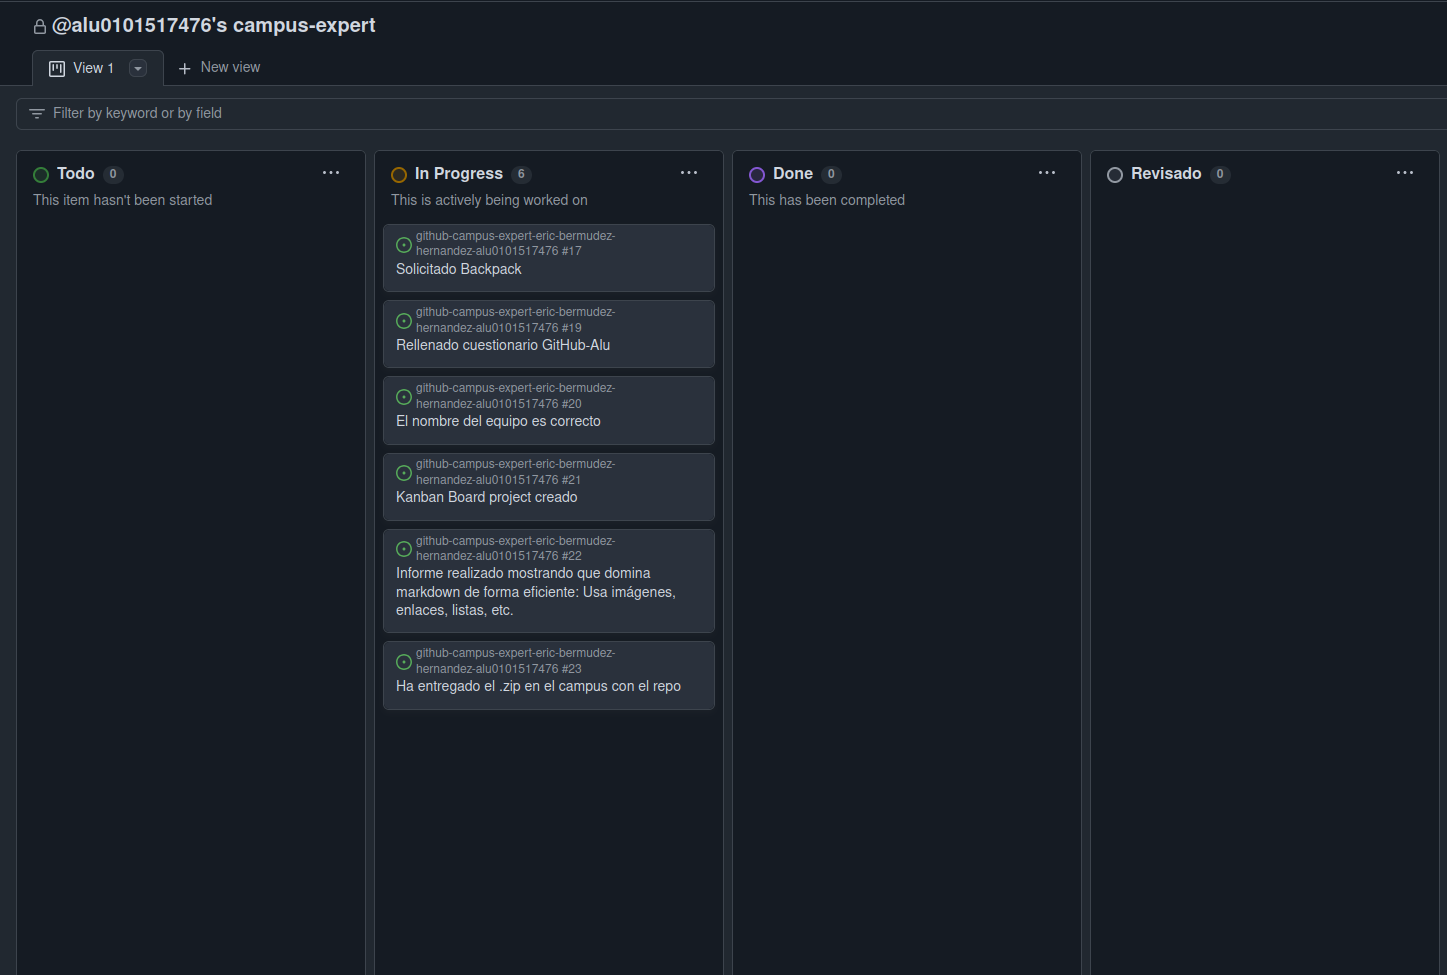 @alu0101517476's campus-expert
View 1
New view
Filter by keyword or by field
Todo 0
This item hasn't been started
In Progress 6
This is actively being worked on
github-campus-expert-eric-bermudez-
hernandez-alu0101517476 #17
Solicitado Backpack
github-campus-expert-eric-bermudez-
hernandez-alu0101517476 #19
Rellenado cuestionario GitHub-Alu
github-campus-expert-eric-bermudez-
hernandez-alu0101517476 #20
El nombre del equipo es correcto
github-campus-expert-eric-bermudez-
hernandez-alu0101517476 #21
Kanban Board project creado
github-campus-expert-eric-bermudez-
hernandez-alu0101517476 #22
Informe realizado mostrando que domina
markdown de forma eficiente: Usa imágenes,
enlaces, listas, etc.
github-campus-expert-eric-bermudez-
hernandez-alu0101517476 #23
Ha entregado el .zip en el campus con el repo
Done 0
This has been completed
Revisado 0